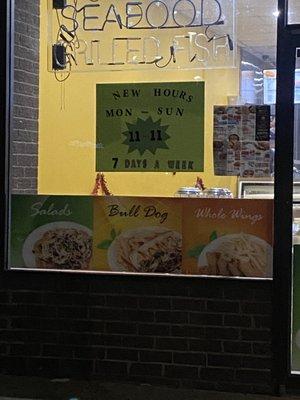 SEAFOOD
GRILLED FISH
NEW HOURS
MON - SUN
11 - 11
7 DAYS A WEEK
Salads
Bull Dog
Whole Wings